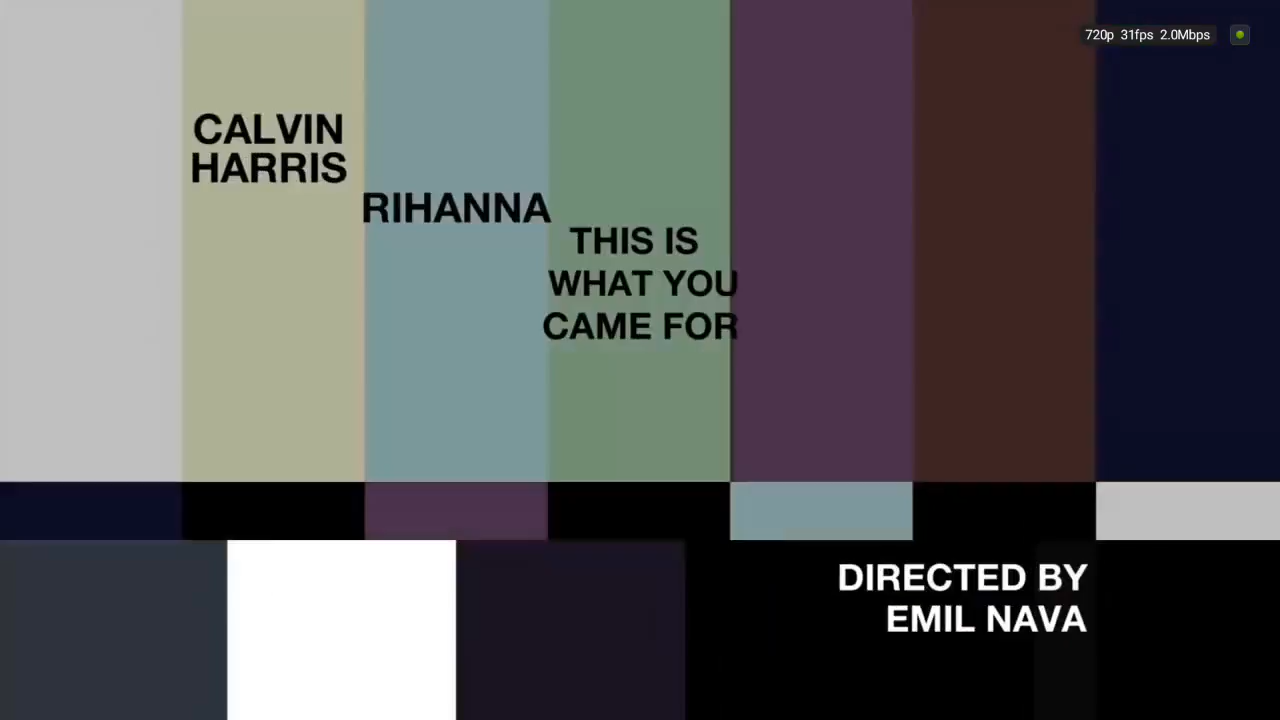 720p 31fps 2.0Mbps
CALVIN
HARRIS
RIHANNA
THIS IS
WHAT YOU
CAME FOR
DIRECTED BY
EMIL NAVA